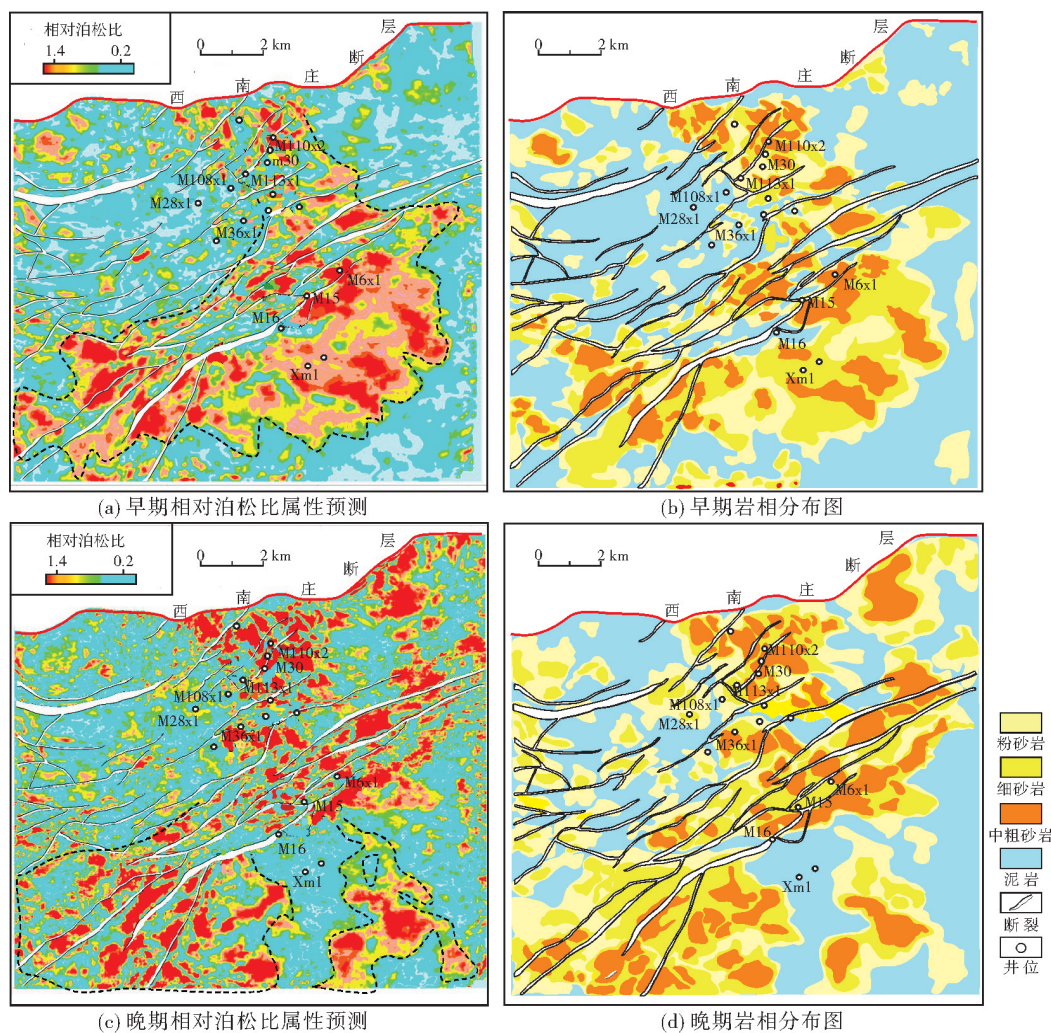 相对泊松比
1.4 0.2
0 2 km
西 南 庄 断 层
M110x2
m30
M113x1
M108x1
M28x1
M36x1
M6x1
M15
M16
Xm1
(a) 早期相对泊松比属性预测
0 2 km
西 南 庄 断 层
M110x2
M30
M113x1
M108x1
M28x1
M36x1
M6x1
M15
M16
Xm1
(b) 早期岩相分布图
相对泊松比
1.4 0.2
0 2 km
西 南 庄 断 层
M110x2
M30
M113x1
M108x1
M28x1
M36x1
M6x1
M15
M16
Xm1
(c) 晚期相对泊松比属性预测
0 2 km
西 南 庄 断 层
M110x2
M30
M113x1
M108x1
M28x1
M36x1
M6x1
M15
M16
Xm1
(d) 晚期岩相分布图
粉砂岩
细砂岩
中粗砂岩
泥岩
断裂
井位